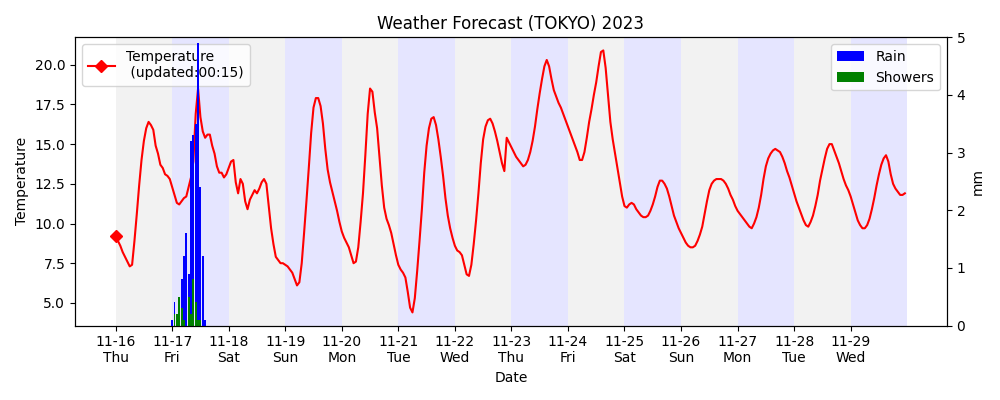 Weather Forecast (TOKYO) 2023
Temperature
(updated:00:15)
Rain
Showers
Temperature
20.0
17.5
15.0
12.5
10.0
7.5
5.0
5
4
3
2
1
0
mm
11-16 11-17 11-18 11-19 11-20 11-21 11-22 11-23 11-24 11-25 11-26 11-27 11-28 11-29
Thu Fri Sat Sun Mon Tue Wed Thu Fri Sat Sun Mon Tue Wed
Date